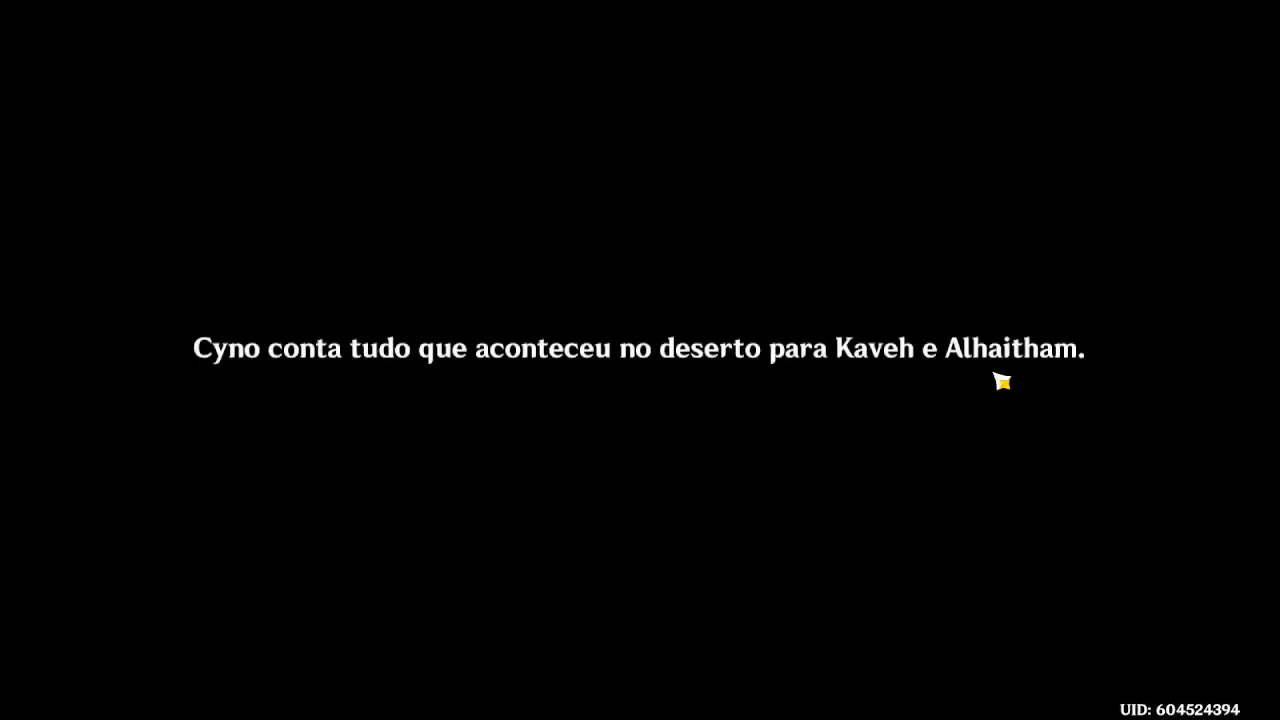 Cyno conta tudo que aconteceu no deserto para Kaveh e Alhaitham.
UID: 604524394